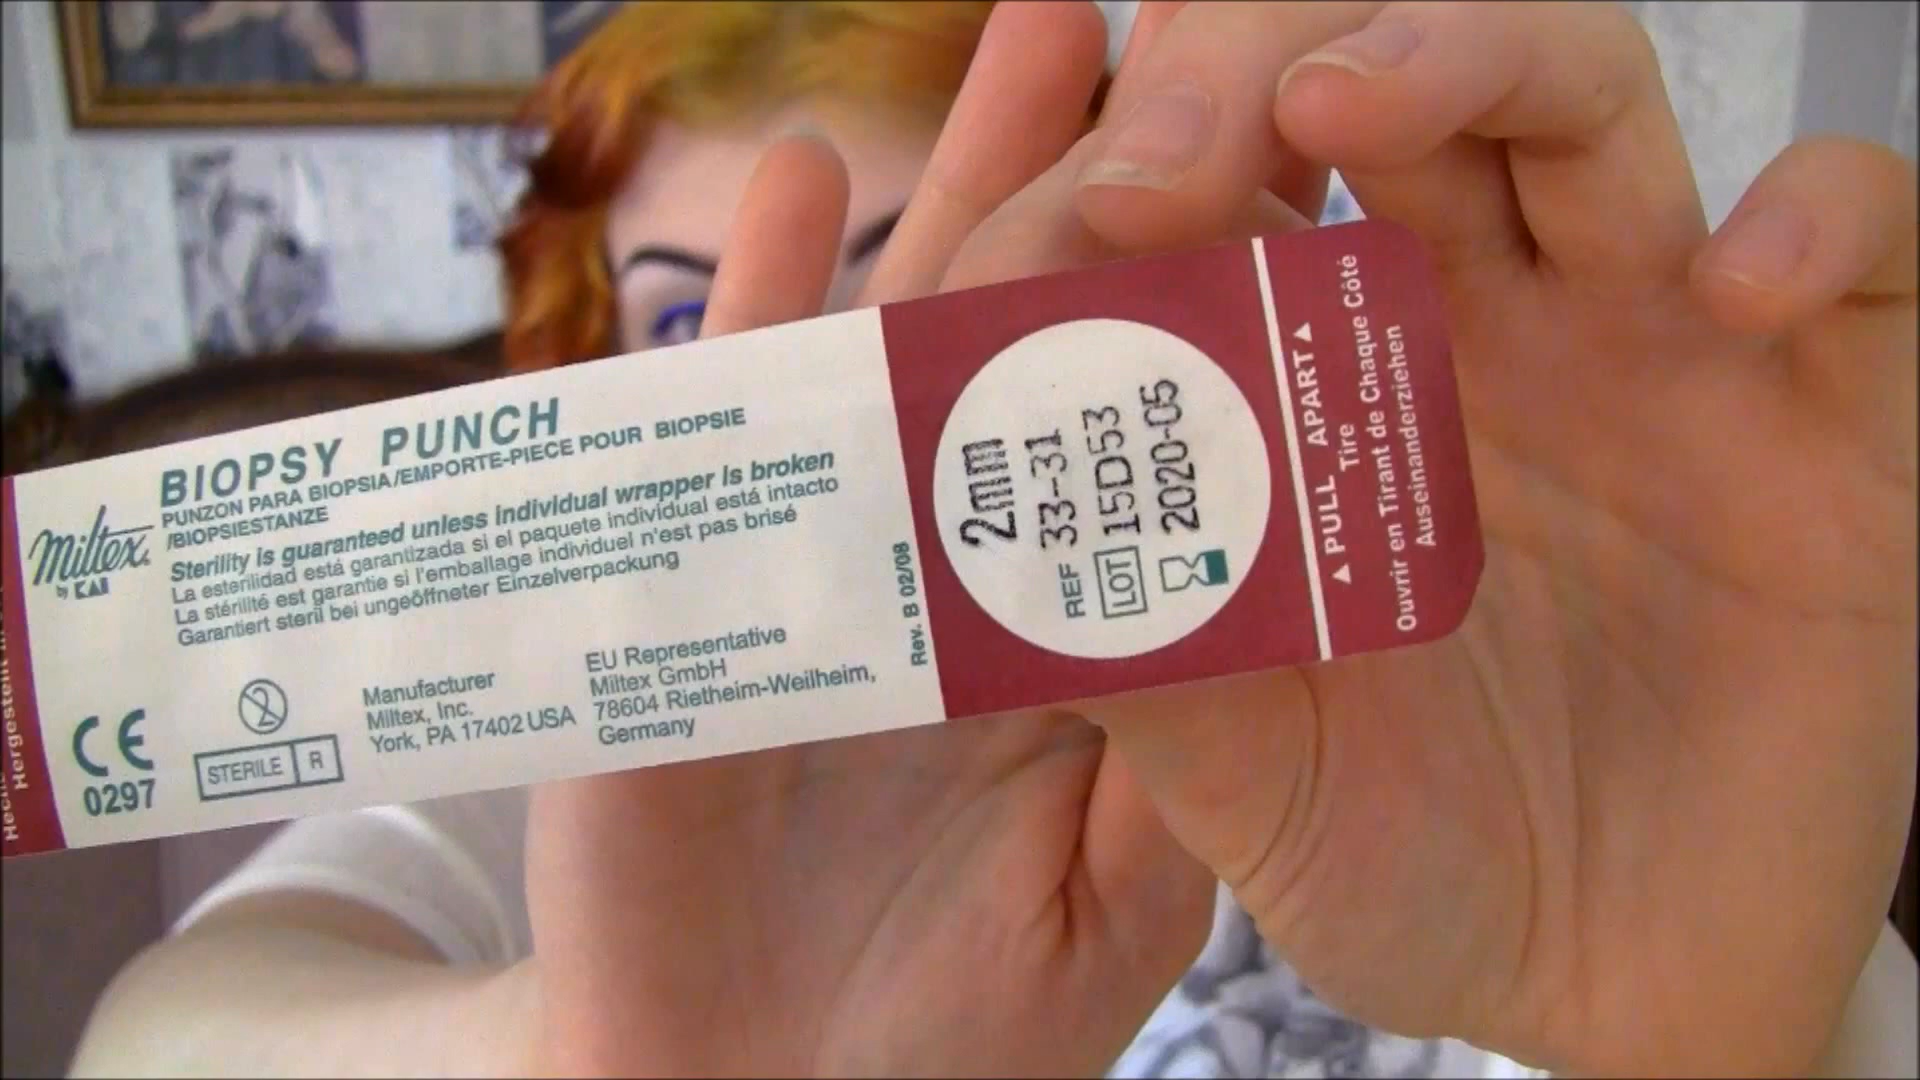 Hergestellt
miltex
by KAI
BIOPSY PUNCH
PUNZON PARA BIOPSIA/EMPORTE-PIECE POUR BIOPSIE
/BIOPSIESTANZE
Sterility is guaranteed unless individual wrapper is broken
La esterilidad está garantizada si el paquete individual está intacto
La stérilité est garantie si l'emballage individuel n'est pas brisé
Garantiert steril bei ungeöffneter Einzelverpackung
CE
0297
2
STERILE R
Manufacturer
Miltex, Inc.
York, PA 17402 USA
EU Representative
Miltex GmbH
78604 Rietheim-Weilheim,
Germany
Rev. B 02/08
2mm
REF 33-31
LOT 15D53
2020-05
▲ PULL APART ▲
Tire
Ouvrir en Tirant de Chaque Côté
Auseinanderziehen